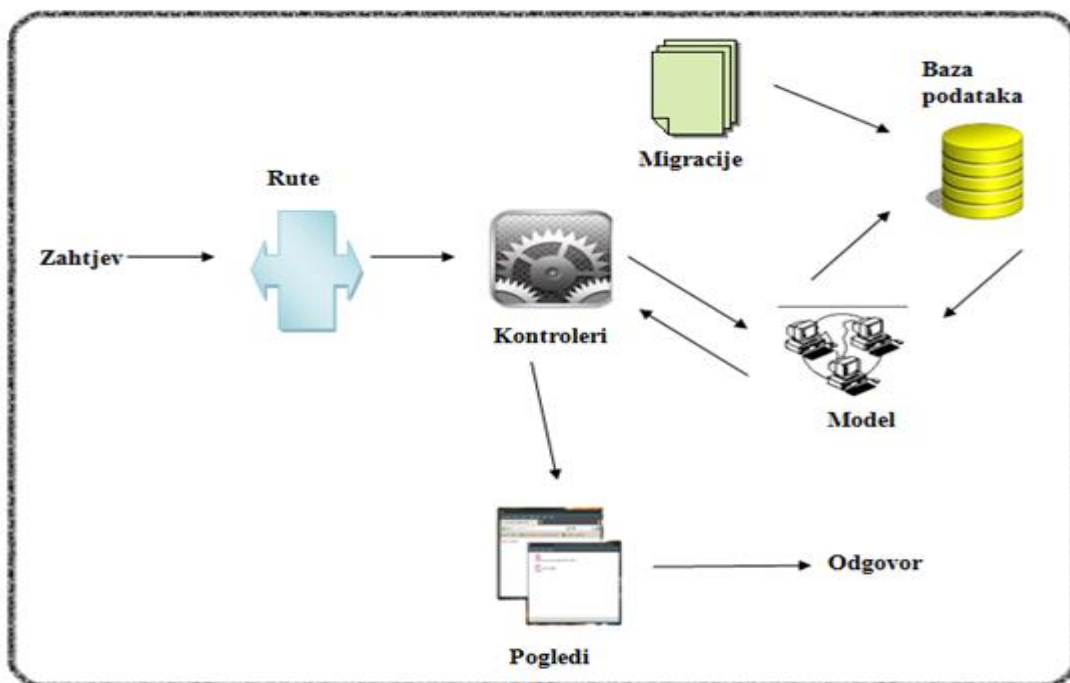 Baza
podataka
Migracije
Rute
Zahtjev
Kontroleri
Model
Odgovor
Pogledi